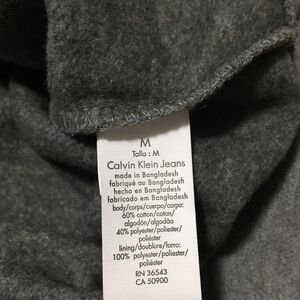 M
Talla : M
Calvin Klein Jeans
made in Bangladesh
fabriqué au Bangladesh
hecho en Bangladesh
fabricado em Bangladesh
body/corps/cuerpo/corpo:
60% cotton/coton/
algodón/algodão
40% polyester/poliester/
poliéster
lining/doublure/forro:
100% polyester/poliester/
poliéster
RN 36543
CA 50900